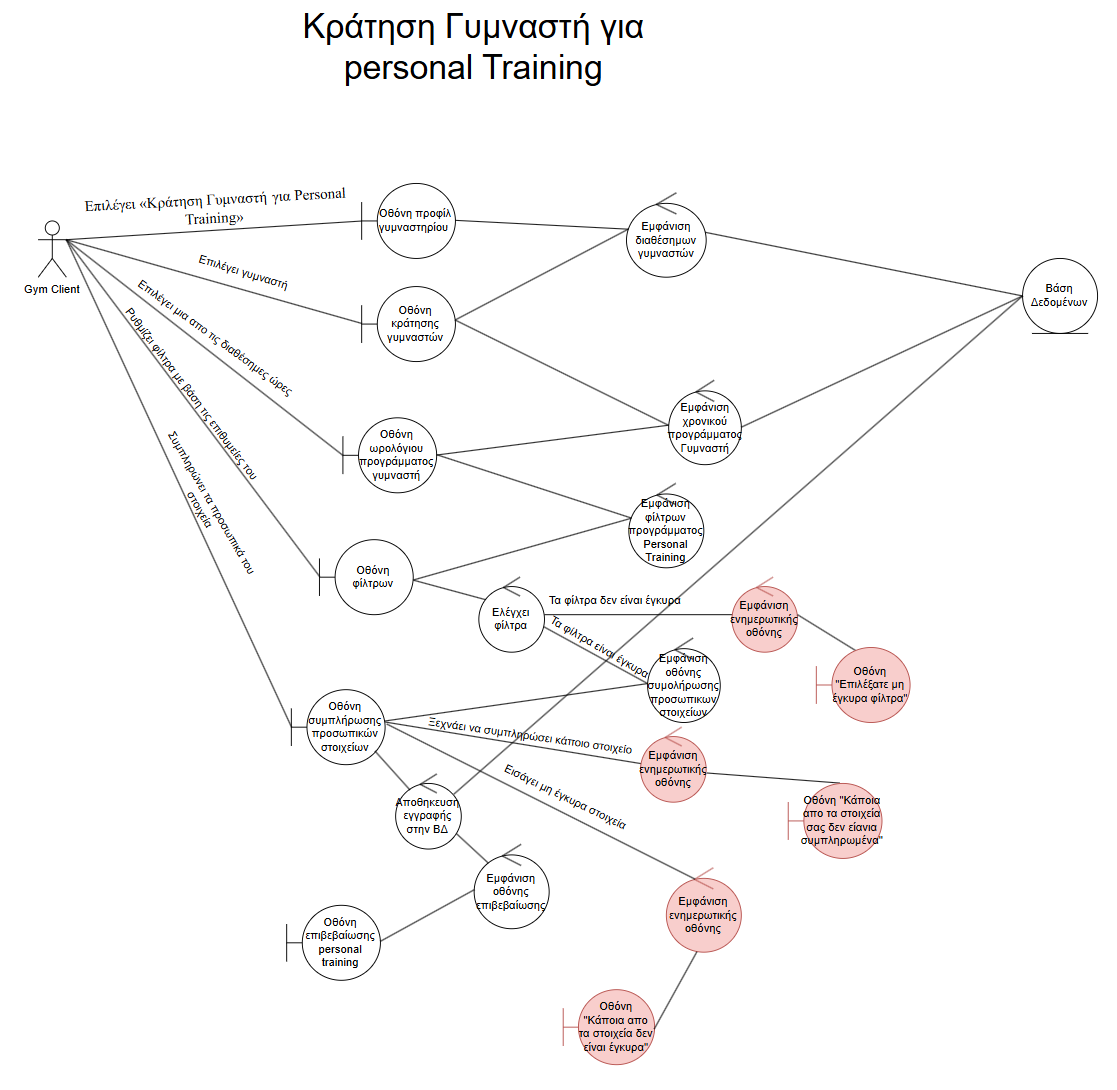 Κράτηση Γυμναστή για
personal Training
Επιλέγει «Κράτηση Γυμναστή για Personal
Training»
Οθόνη προφίλ
γυμναστηρίου
Εμφάνιση
διαθέσημων
γυμναστών
Gym Client
Επιλέγει γυμναστή
Βάση
Δεδομένων
Οθόνη
κράτησης
γυμναστών
Επιλέγει μια απο τις διαθέσημες ώρες
Ρυθμίζει φίλτρα με βάση τις επιθυμείες του
Εμφάνιση
χρονικού
προγράμματος
Γυμναστή
Οθόνη
ωρολόγιου
προγράμματος
γυμναστή
Συμπληρώνει τα προσωπικά του
στοιχεία
Εμφάνιση
φίλτρων
προγράμματος
Personal
Training
Οθόνη
φίλτρων
Ελέγχει
φίλτρα
Τα φίλτρα δεν είναι έγκυρα
Εμφάνιση
ενημερωτικής
οθόνης
Τα φίλτρα είναι έγκυρα
Εμφάνιση
οθόνης
συμολήρωσης
προσωπικων
στοιχείων
Οθόνη
"Επιλέξατε μη
έγκυρα φίλτρα"
Οθόνη
συμπλήρωσης
προσωπικών
στοιχείων
Ξεχνάει να συμπληρώσει κάποιο στοιχείο
Εμφάνιση
ενημερωτικής
οθόνης
Εισάγει μη έγκυρα στοιχεία
Αποθηκευση
εγγραφής
στην ΒΔ
Οθόνη "Κάποια
απο τα στοιχεία
σας δεν είανια
συμπληρωμένα"
Εμφάνιση
οθόνης
επιβεβαίωσης
Εμφάνιση
ενημερωτικής
οθόνης
Οθόνη
επιβεβαίωσης
personal
training
Οθόνη
"Κάποια απο
τα στοιχεία δεν
είναι έγκυρα"